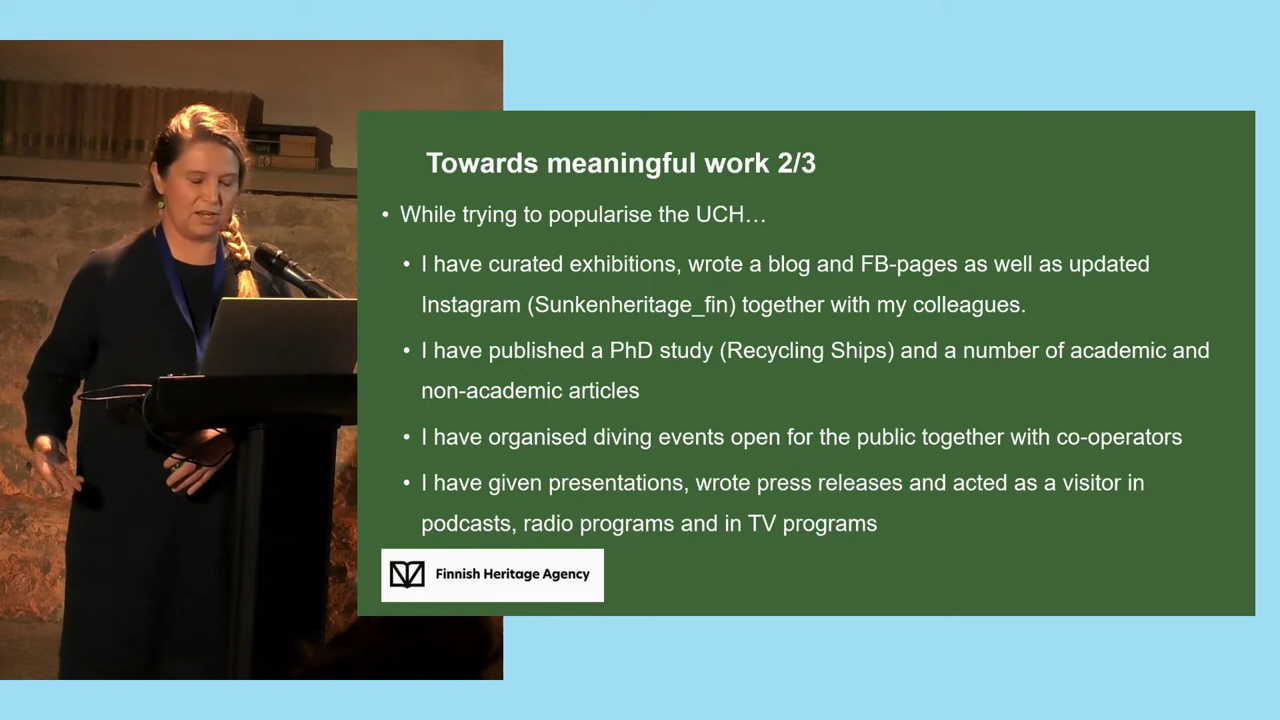 Towards meaningful work 2/3
• While trying to popularise the UCH…
• I have curated exhibitions, wrote a blog and FB-pages as well as updated
Instagram (Sunkenheritage_fin) together with my colleagues.
• I have published a PhD study (Recycling Ships) and a number of academic and
non-academic articles
• I have organised diving events open for the public together with co-operators
• I have given presentations, wrote press releases and acted as a visitor in
podcasts, radio programs and in TV programs
Finnish Heritage Agency